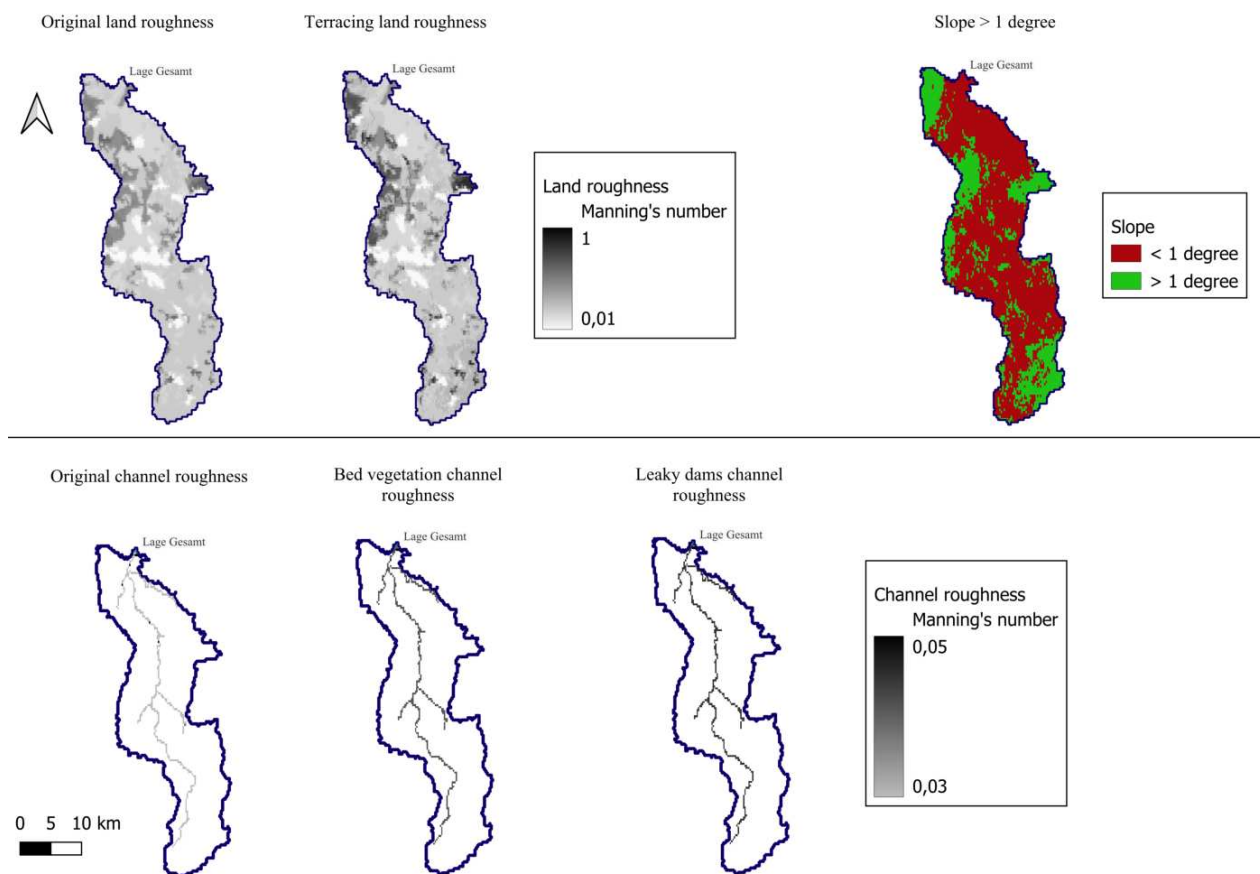 Original land roughness
Terracing land roughness
Slope > 1 degree
Lage Gesamt
Lage Gesamt
Lage Gesamt
Land roughness
Manning's number
1
0,01
Slope
< 1 degree
> 1 degree
Original channel roughness
Bed vegetation channel
roughness
Leaky dams channel
roughness
Lage Gesamt
Lage Gesamt
Lage Gesamt
Channel roughness
Manning's number
0,05
0,03
0 5 10 km